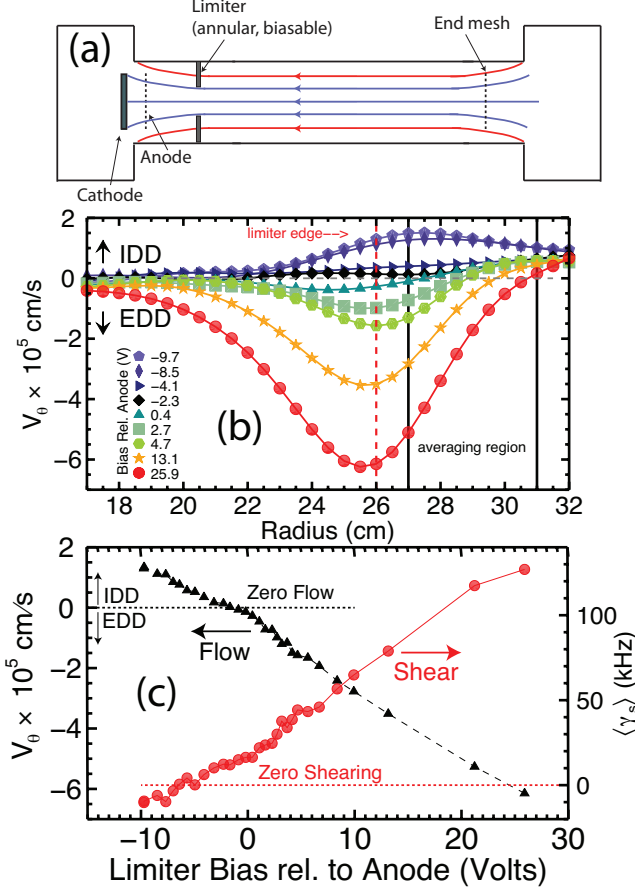 (a)
Limiter
(annular, biasable)
End mesh
Anode
Cathode
2
0
−2
−4
−6
V_θ × 10^5 cm/s
IDD
EDD
limiter edge−−>
Bias Rel. Anode (V)
−9.7
−8.5
−4.1
−2.3
0.4
2.7
4.7
13.1
25.9
(b)
averaging region
18 20 22 24 26 28 30 32
Radius (cm)
2
0
−2
−4
−6
V_θ × 10^5 cm/s
IDD
EDD
Zero Flow
Flow
Shear
(c)
Zero Shearing
100
50
0
⟨γ_s⟩ (kHz)
−10 0 10 20 30
Limiter Bias rel. to Anode (Volts)